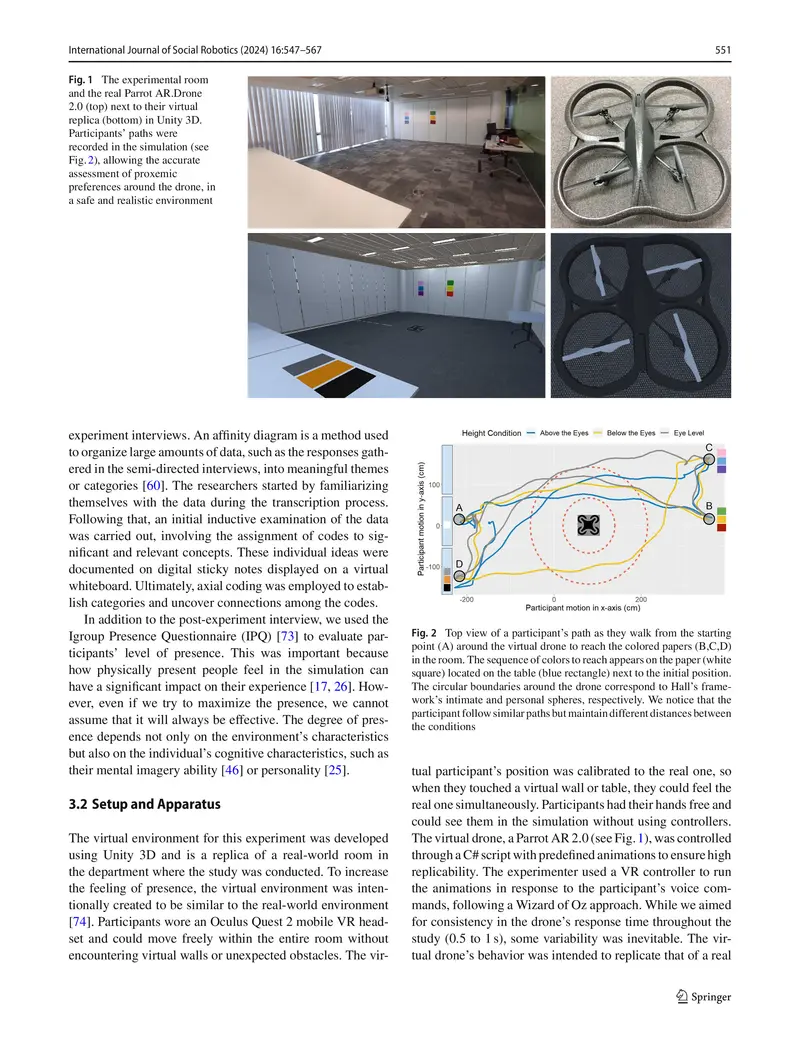 International Journal of Social Robotics (2024) 16:547–567
551
Fig. 1 The experimental room
and the real Parrot AR.Drone
2.0 (top) next to their virtual
replica (bottom) in Unity 3D.
Participants' paths were
recorded in the simulation (see
Fig. 2), allowing the accurate
assessment of proxemic
preferences around the drone, in
a safe and realistic environment
experiment interviews. An affinity diagram is a method used
to organize large amounts of data, such as the responses gath-
ered in the semi-directed interviews, into meaningful themes
or categories [60]. The researchers started by familiarizing
themselves with the data during the transcription process.
Following that, an initial inductive examination of the data
was carried out, involving the assignment of codes to sig-
nificant and relevant concepts. These individual ideas were
documented on digital sticky notes displayed on a virtual
whiteboard. Ultimately, axial coding was employed to estab-
lish categories and uncover connections among the codes.
In addition to the post-experiment interview, we used the
Igroup Presence Questionnaire (IPQ) [73] to evaluate par-
ticipants' level of presence. This was important because
how physically present people feel in the simulation can
have a significant impact on their experience [17, 26]. How-
ever, even if we try to maximize the presence, we cannot
assume that it will always be effective. The degree of pres-
ence depends not only on the environment's characteristics
but also on the individual's cognitive characteristics, such as
their mental imagery ability [46] or personality [25].
3.2 Setup and Apparatus
The virtual environment for this experiment was developed
using Unity 3D and is a replica of a real-world room in
the department where the study was conducted. To increase
the feeling of presence, the virtual environment was inten-
tionally created to be similar to the real-world environment
[74]. Participants wore an Oculus Quest 2 mobile VR head-
set and could move freely within the entire room without
encountering virtual walls or unexpected obstacles. The vir-
Height Condition Above the Eyes Below the Eyes Eye Level
Participant motion in y-axis (cm)
100
0
-100
A
B
C
D
-200 0 200
Participant motion in x-axis (cm)
Fig. 2 Top view of a participant's path as they walk from the starting
point (A) around the virtual drone to reach the colored papers (B,C,D)
in the room. The sequence of colors to reach appears on the paper (white
square) located on the table (blue rectangle) next to the initial position.
The circular boundaries around the drone correspond to Hall's frame-
work's intimate and personal spheres, respectively. We notice that the
participant follow similar paths but maintain different distances between
the conditions
tual participant's position was calibrated to the real one, so
when they touched a virtual wall or table, they could feel the
real one simultaneously. Participants had their hands free and
could see them in the simulation without using controllers.
The virtual drone, a Parrot AR 2.0 (see Fig. 1), was controlled
through a C# script with predefined animations to ensure high
replicability. The experimenter used a VR controller to run
the animations in response to the participant's voice com-
mands, following a Wizard of Oz approach. While we aimed
for consistency in the drone's response time throughout the
study (0.5 to 1 s), some variability was inevitable. The vir-
tual drone's behavior was intended to replicate that of a real
Springer